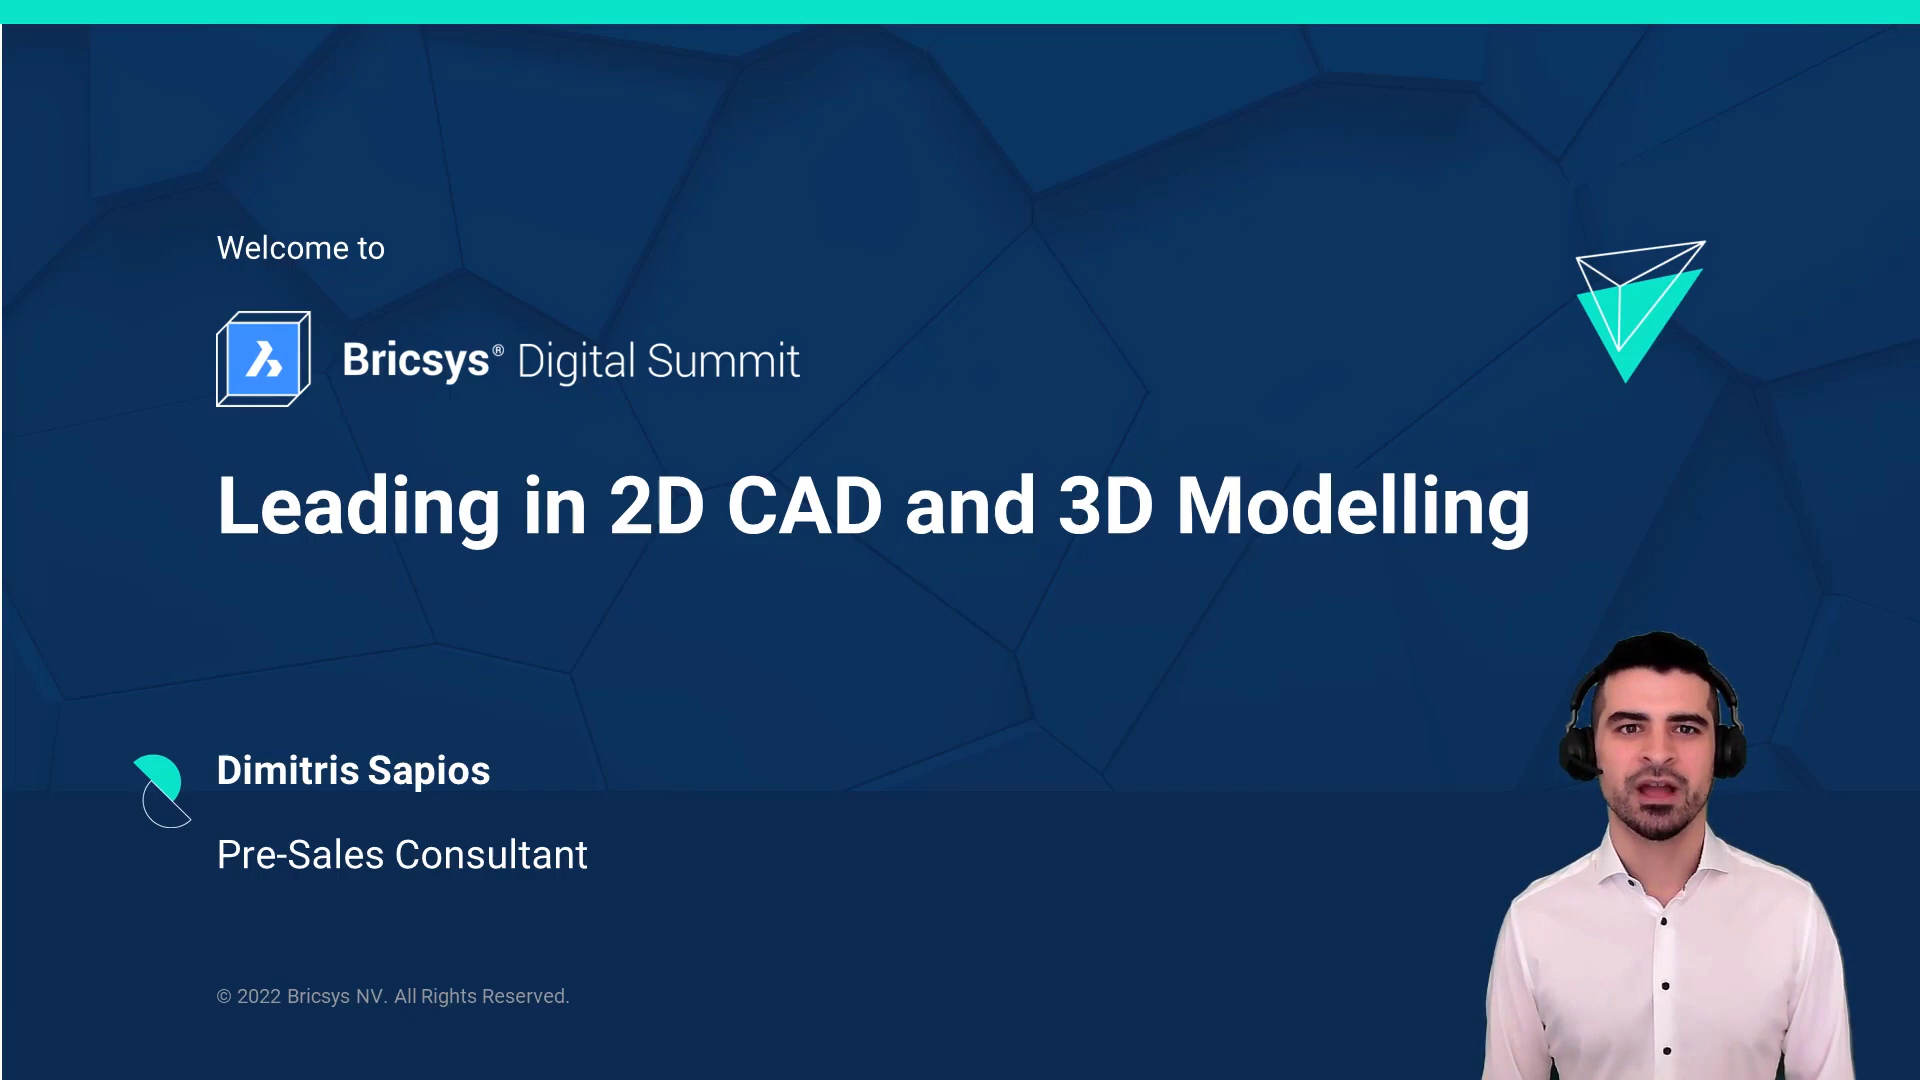 Welcome to
Bricsys® Digital Summit
Leading in 2D CAD and 3D Modelling
Dimitris Sapios
Pre-Sales Consultant
© 2022 Bricsys NV. All Rights Reserved.